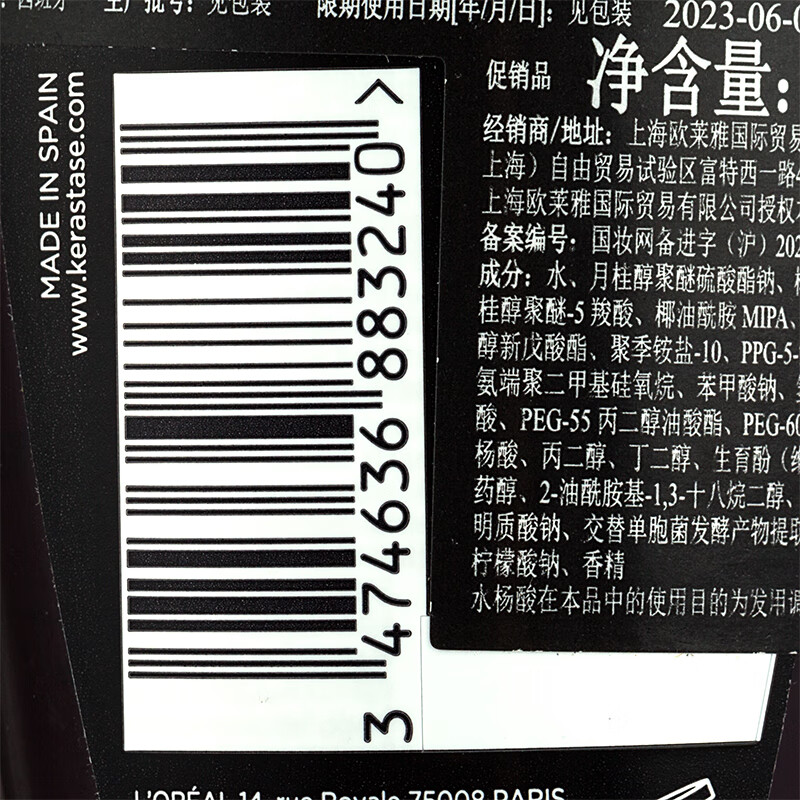 生产批号：见包装
限期使用日期[年/月/日]：见包装
2023-06-0
促销品
净含量：
经销商/地址：上海欧莱雅国际贸易
上海）自由贸易试验区富特西一路4
上海欧莱雅国际贸易有限公司授权
备案编号：国妆网备进字（沪）202
成分：水、月桂醇聚醚硫酸酯钠、
桂醇聚醚-5 羧酸、椰油酰胺 MIPA、
醇新戊酸酯、聚季铵盐-10、PPG-5-
氨端聚二甲基硅氧烷、苯甲酸钠、
酸、PEG-55 丙二醇油酸酯、PEG-60
杨酸、丙二醇、丁二醇、生育酚（维
药醇、2-油酰胺基-1,3-十八烷二醇、
明质酸钠、交替单胞菌发酵产物提取
柠檬酸钠、香精
水杨酸在本品中的使用目的为发用调
MADE IN SPAIN
www.kerastase.com
3 474636 883240 >
L'ORÉAL 14, rue Royale 75008 PARIS